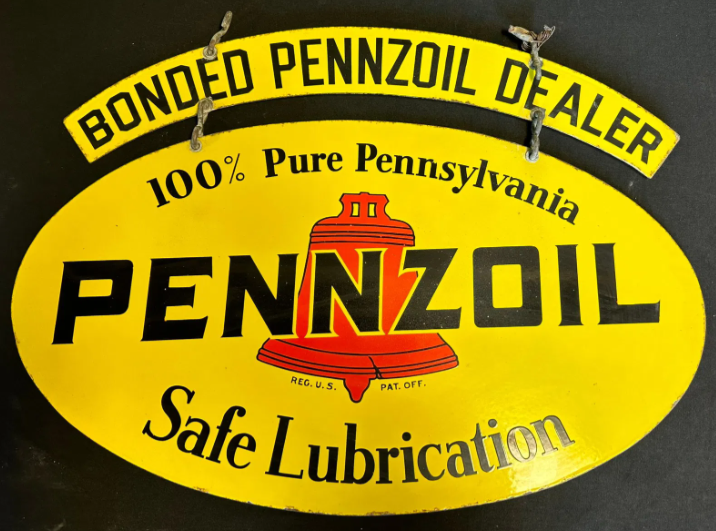 BONDED PENNZOIL DEALER
100% Pure Pennsylvania
PENNZOIL
REG. U.S. PAT. OFF.
Safe Lubrication